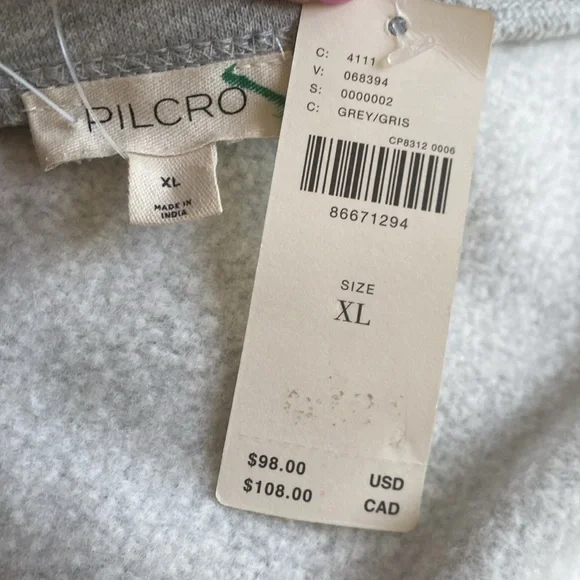 PILCRO
XL
MADE IN
INDIA
C: 4111
V: 068394
S: 0000002
C: GREY/GRIS
CP8312 0006
86671294
SIZE
XL
$98.00 USD
$108.00 CAD